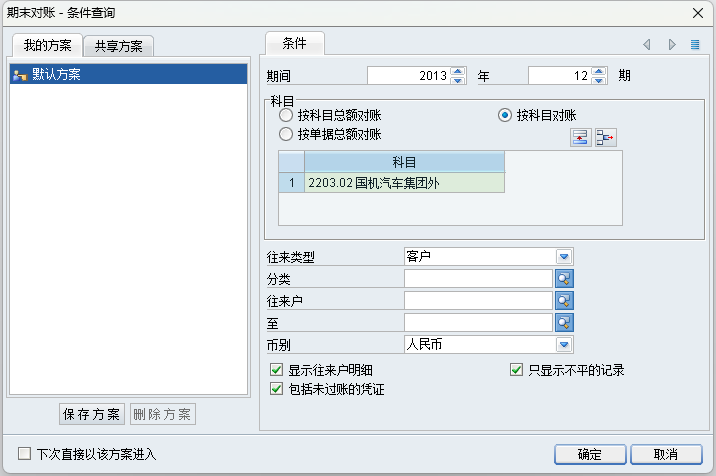 期末对账 - 条件查询
我的方案 共享方案
默认方案
条件
期间 2013 年 12 期
科目
按科目总额对账 按科目对账
按单据总额对账
科目
1 2203.02 国机汽车集团外
往来类型 客户
分类
往来户
至
币别 人民币
显示往来户明细 只显示不平的记录
包括未过账的凭证
保存方案 删除方案
下次直接以该方案进入 确定 取消